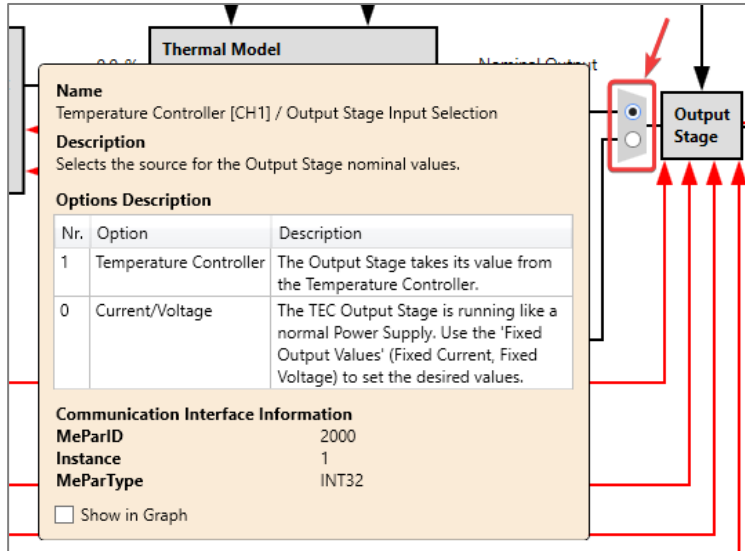 Thermal Model
Nominal Output
Name
Temperature Controller [CH1] / Output Stage Input Selection
Description
Selects the source for the Output Stage nominal values.
Options Description
Nr. Option Description
1 Temperature Controller The Output Stage takes its value from
the Temperature Controller.
0 Current/Voltage The TEC Output Stage is running like a
normal Power Supply. Use the 'Fixed
Output Values' (Fixed Current, Fixed
Voltage) to set the desired values.
Communication Interface Information
MeParID 2000
Instance 1
MeParType INT32
Show in Graph
Output
Stage